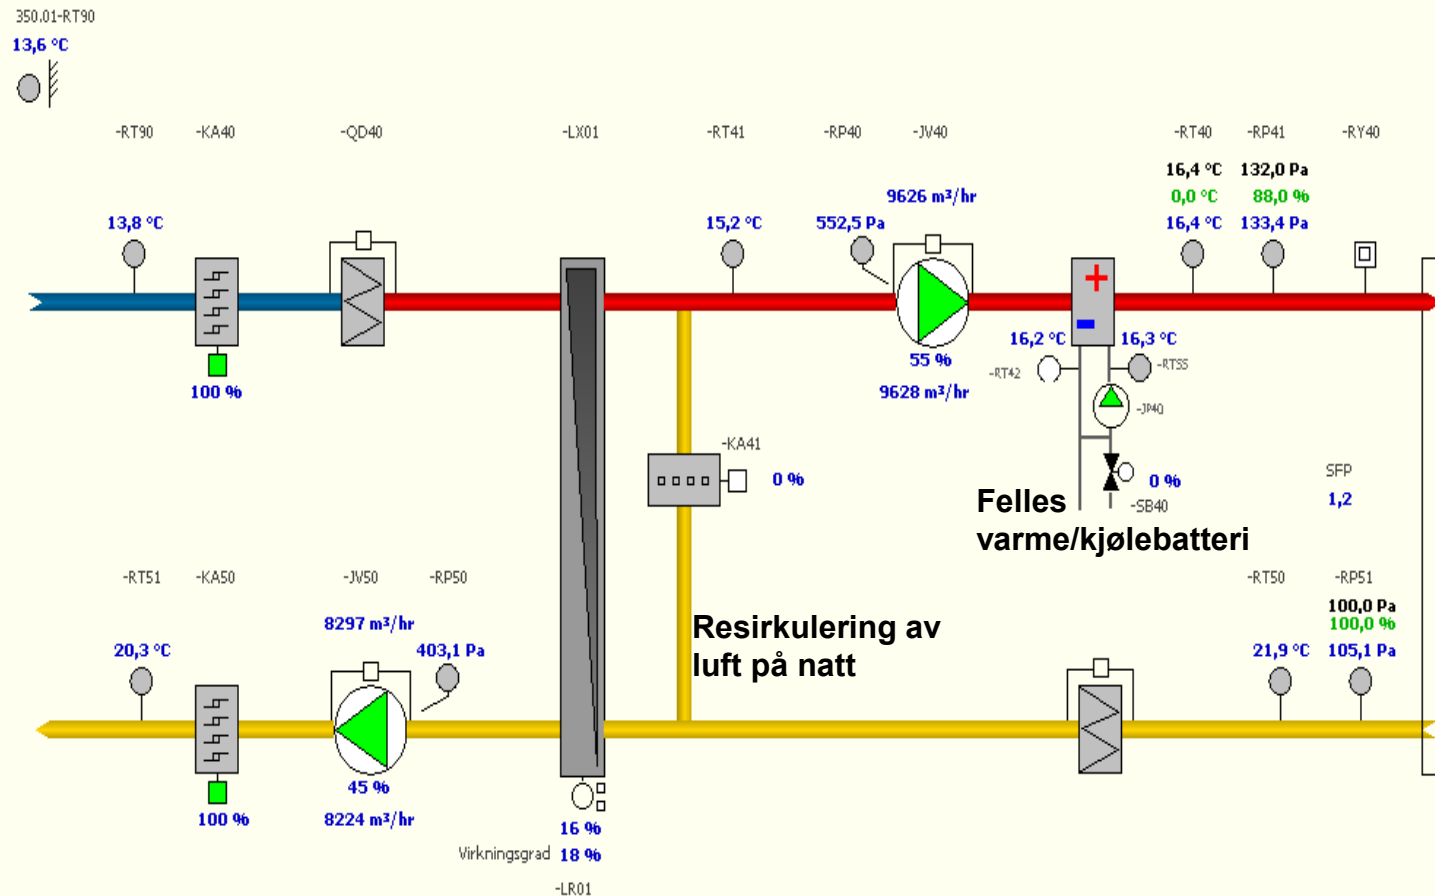 350.01-RT90
13,6 °C
-RT90 -KA40 -QD40 -LX01 -RT41 -RP40 -JV40 -RT40 -RP41 -RY40
16,4 °C 132,0 Pa
9626 m³/hr 0,0 °C 88,0 %
13,8 °C 15,2 °C 552,5 Pa 16,4 °C 133,4 Pa
16,2 °C 16,3 °C
55 %
-RT42 -RT55
100 % 9628 m³/hr
-JP40
-KA41
0 % 0 % SFP
Felles -SB40 1,2
varme/kjølebatteri
-RT51 -KA50 -JV50 -RP50 -RT50 -RP51
100,0 Pa
8297 m³/hr 100,0 %
Resirkulering av
20,3 °C 403,1 Pa 21,9 °C 105,1 Pa
luft på natt
45 %
100 % 8224 m³/hr
16 %
Virkningsgrad 18 %
-LR01